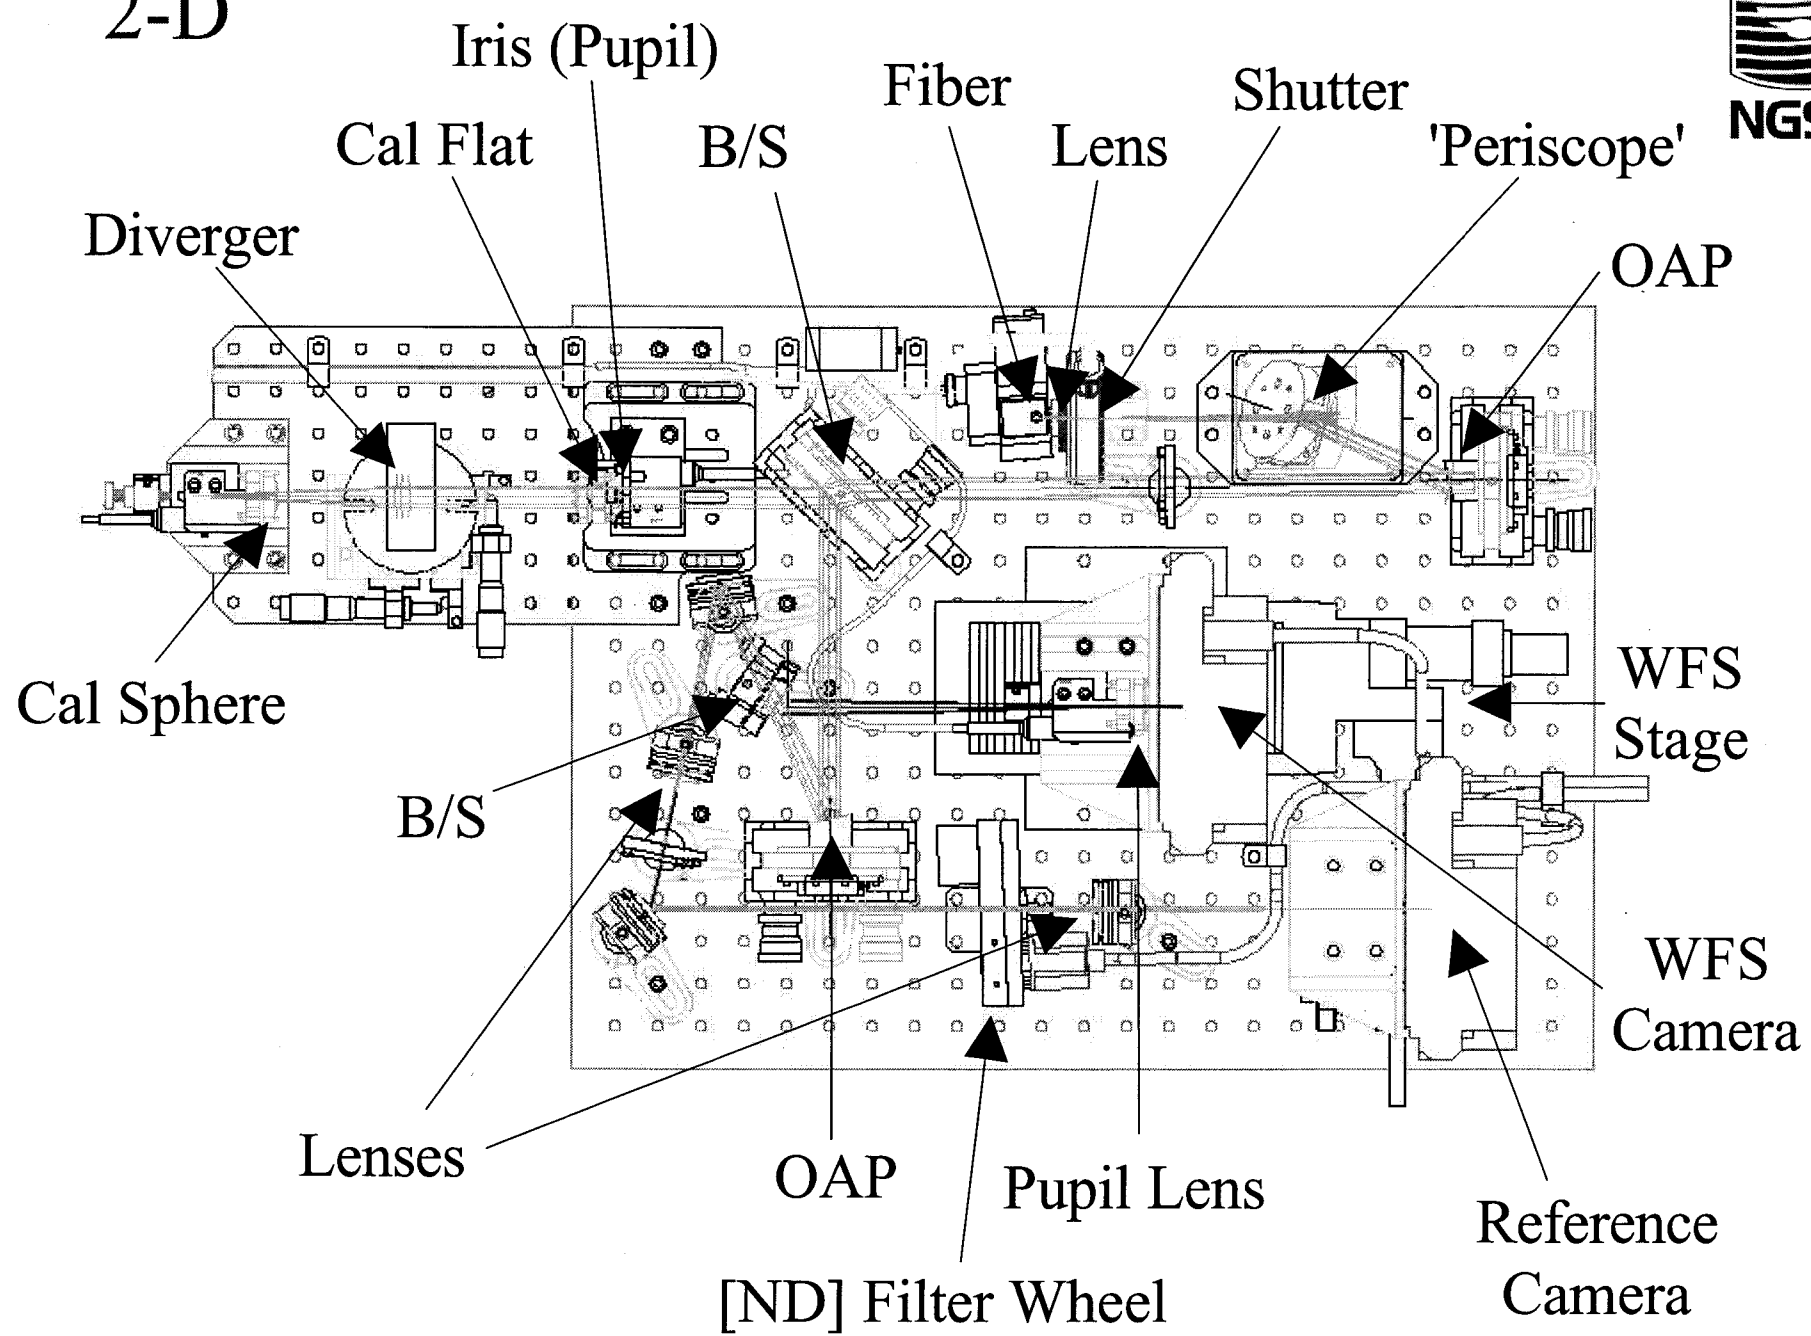 2-D
Iris (Pupil)
Fiber
Shutter
NGS
Cal Flat
B/S
Lens
'Periscope'
Diverger
OAP
Cal Sphere
WFS
Stage
B/S
WFS
Camera
Lenses
OAP
Pupil Lens
Reference
Camera
[ND] Filter Wheel